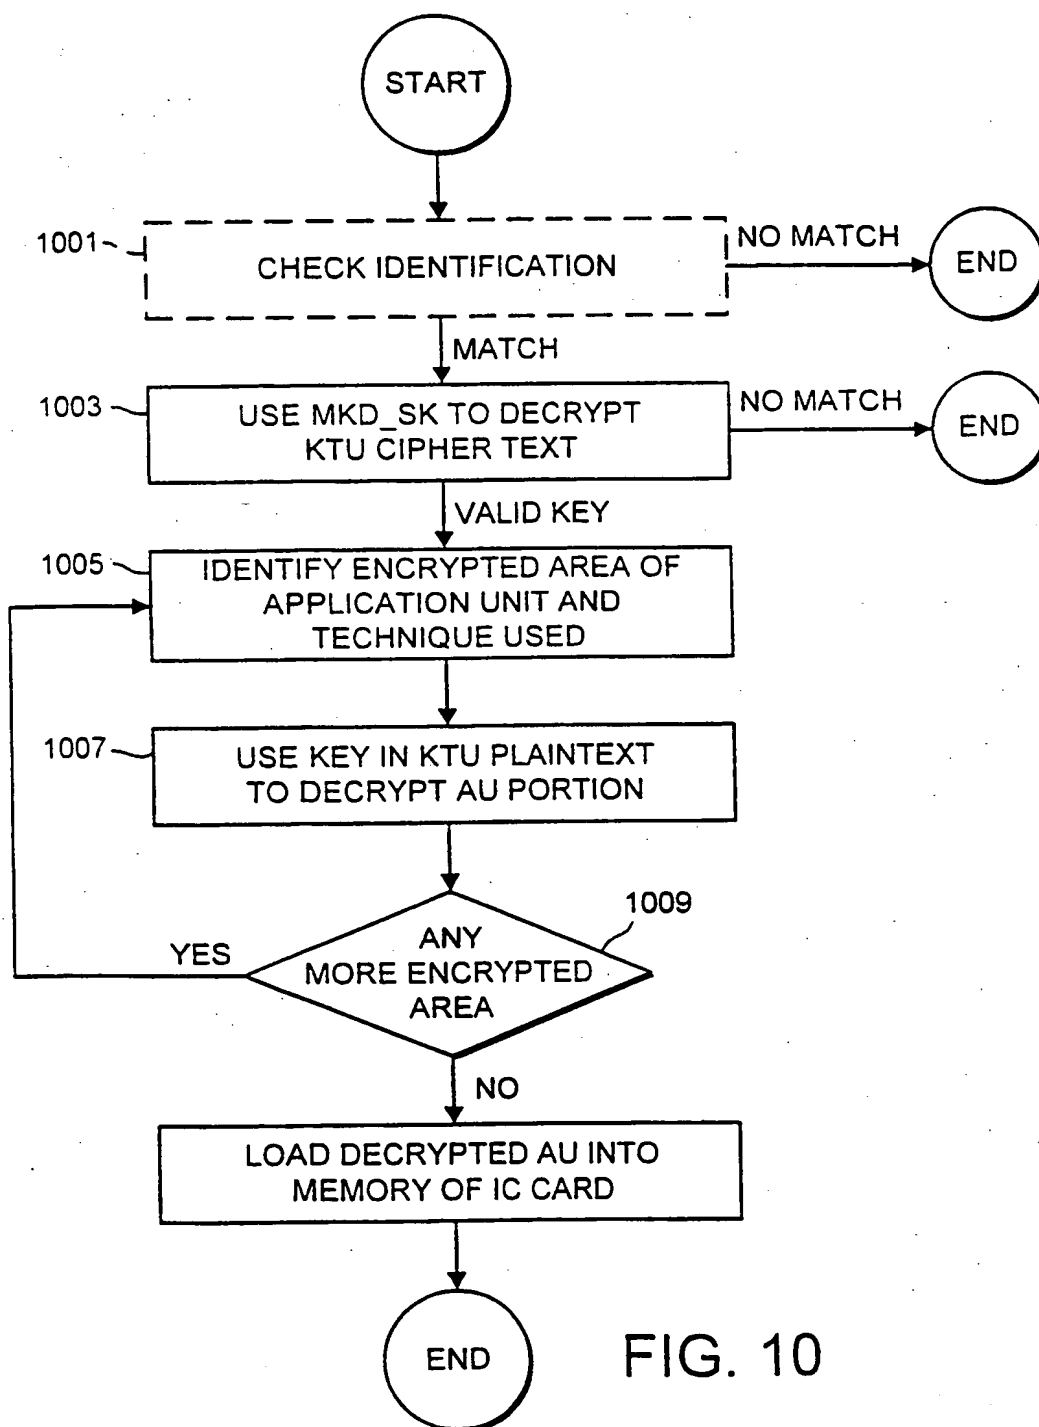 START
1001
CHECK IDENTIFICATION
NO MATCH
END
MATCH
1003
USE MKD_SK TO DECRYPT
KTU CIPHER TEXT
NO MATCH
END
VALID KEY
1005
IDENTIFY ENCRYPTED AREA OF
APPLICATION UNIT AND
TECHNIQUE USED
1007
USE KEY IN KTU PLAINTEXT
TO DECRYPT AU PORTION
1009
YES
ANY
MORE ENCRYPTED
AREA
NO
LOAD DECRYPTED AU INTO
MEMORY OF IC CARD
END
FIG. 10